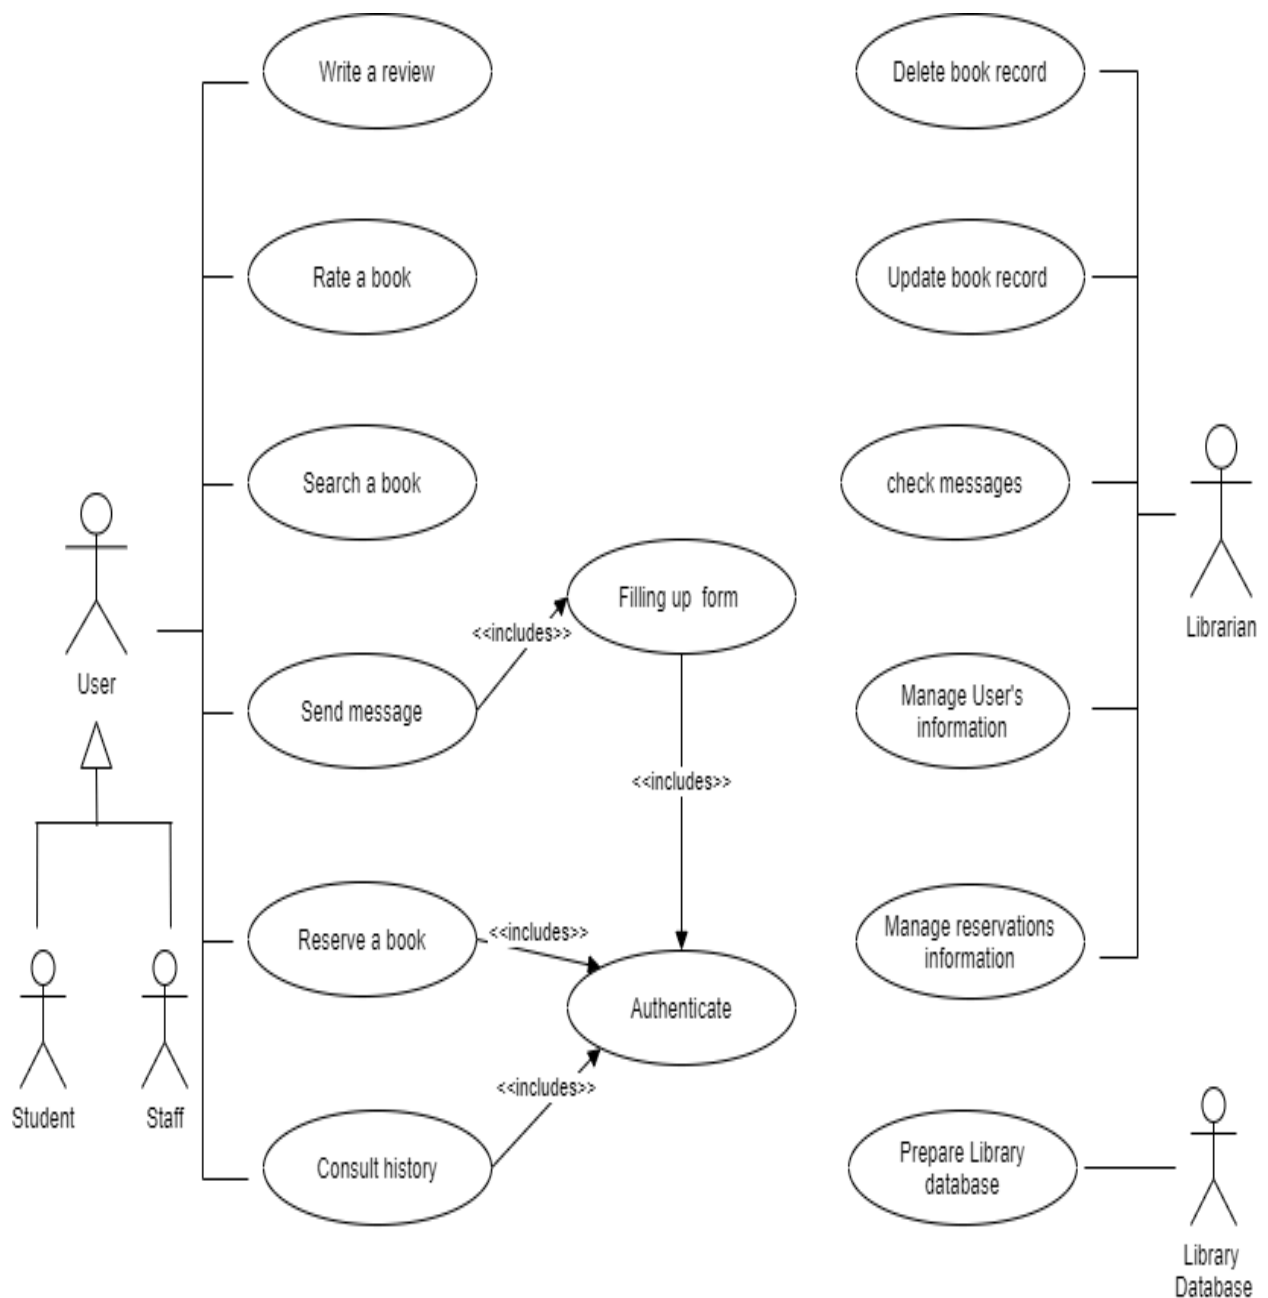 Write a review
Delete book record
Rate a book
Update book record
Search a book
check messages
Filling up  form
<<includes>>
Librarian
User
Send message
Manage User's
information
<<includes>>
Reserve a book
<<includes>>
Manage reservations
information
Authenticate
<<includes>>
Student
Staff
Consult history
Prepare Library
database
Library
Database